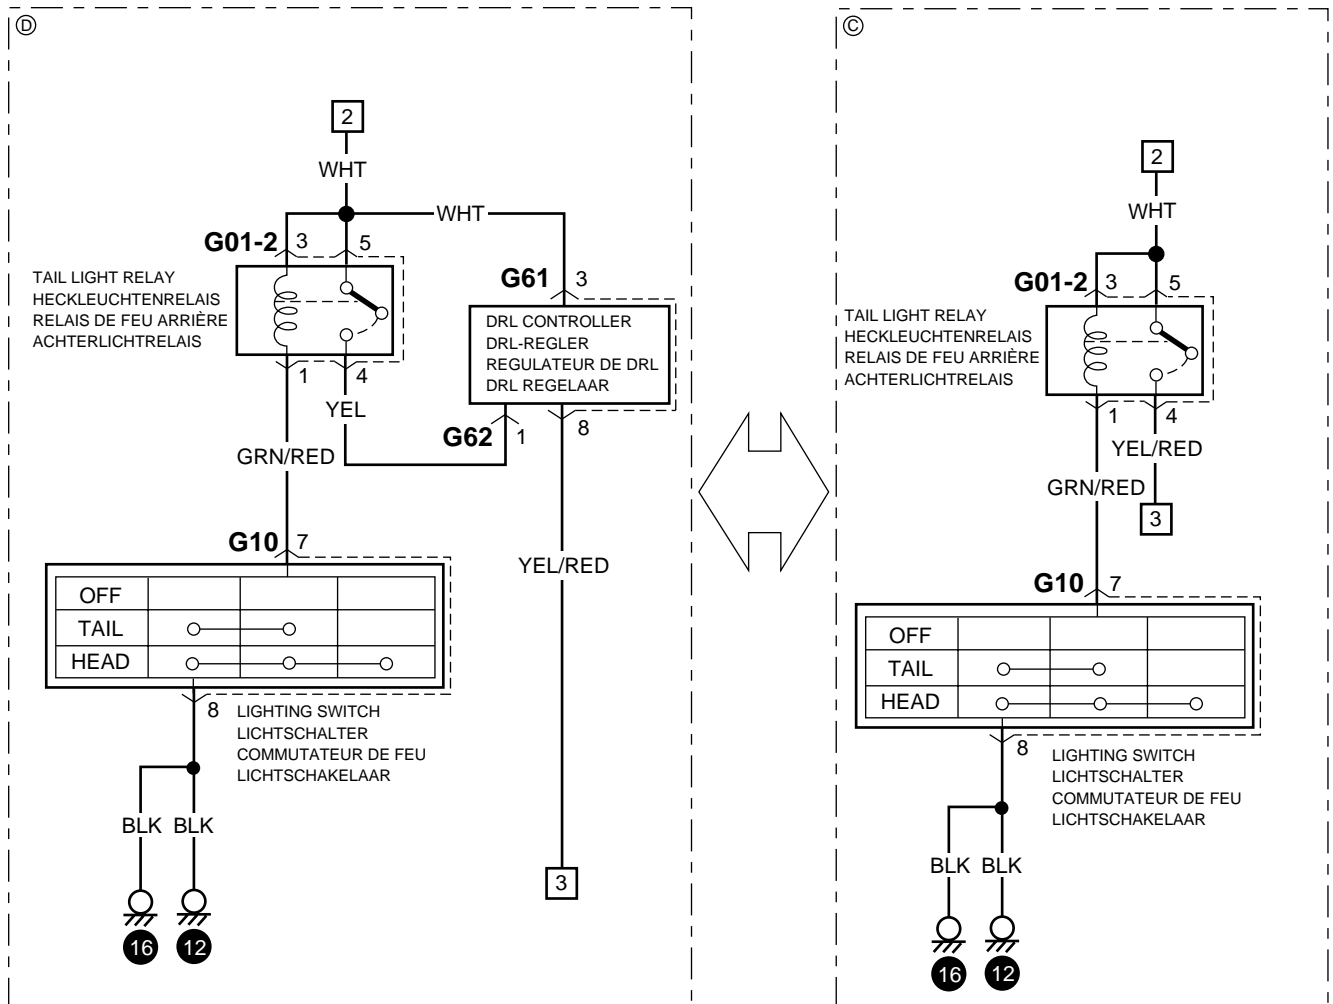 D
2
WHT
WHT
G01-2 3 5
G61 3
TAIL LIGHT RELAY
HECKLEUCHTENRELAIS
RELAIS DE FEU ARRIÈRE
ACHTERLICHTRELAIS
DRL CONTROLLER
DRL-REGLER
REGULATEUR DE DRL
DRL REGELAAR
1 4
YEL
G62 1 8
GRN/RED
G10 7
YEL/RED
OFF
TAIL
HEAD
8
LIGHTING SWITCH
LICHTSCHALTER
COMMUTATEUR DE FEU
LICHTSCHAKELAAR
BLK BLK
3
16 12
C
2
WHT
G01-2 3 5
TAIL LIGHT RELAY
HECKLEUCHTENRELAIS
RELAIS DE FEU ARRIÈRE
ACHTERLICHTRELAIS
1 4
YEL/RED
GRN/RED
3
G10 7
OFF
TAIL
HEAD
8
LIGHTING SWITCH
LICHTSCHALTER
COMMUTATEUR DE FEU
LICHTSCHAKELAAR
BLK BLK
16 12